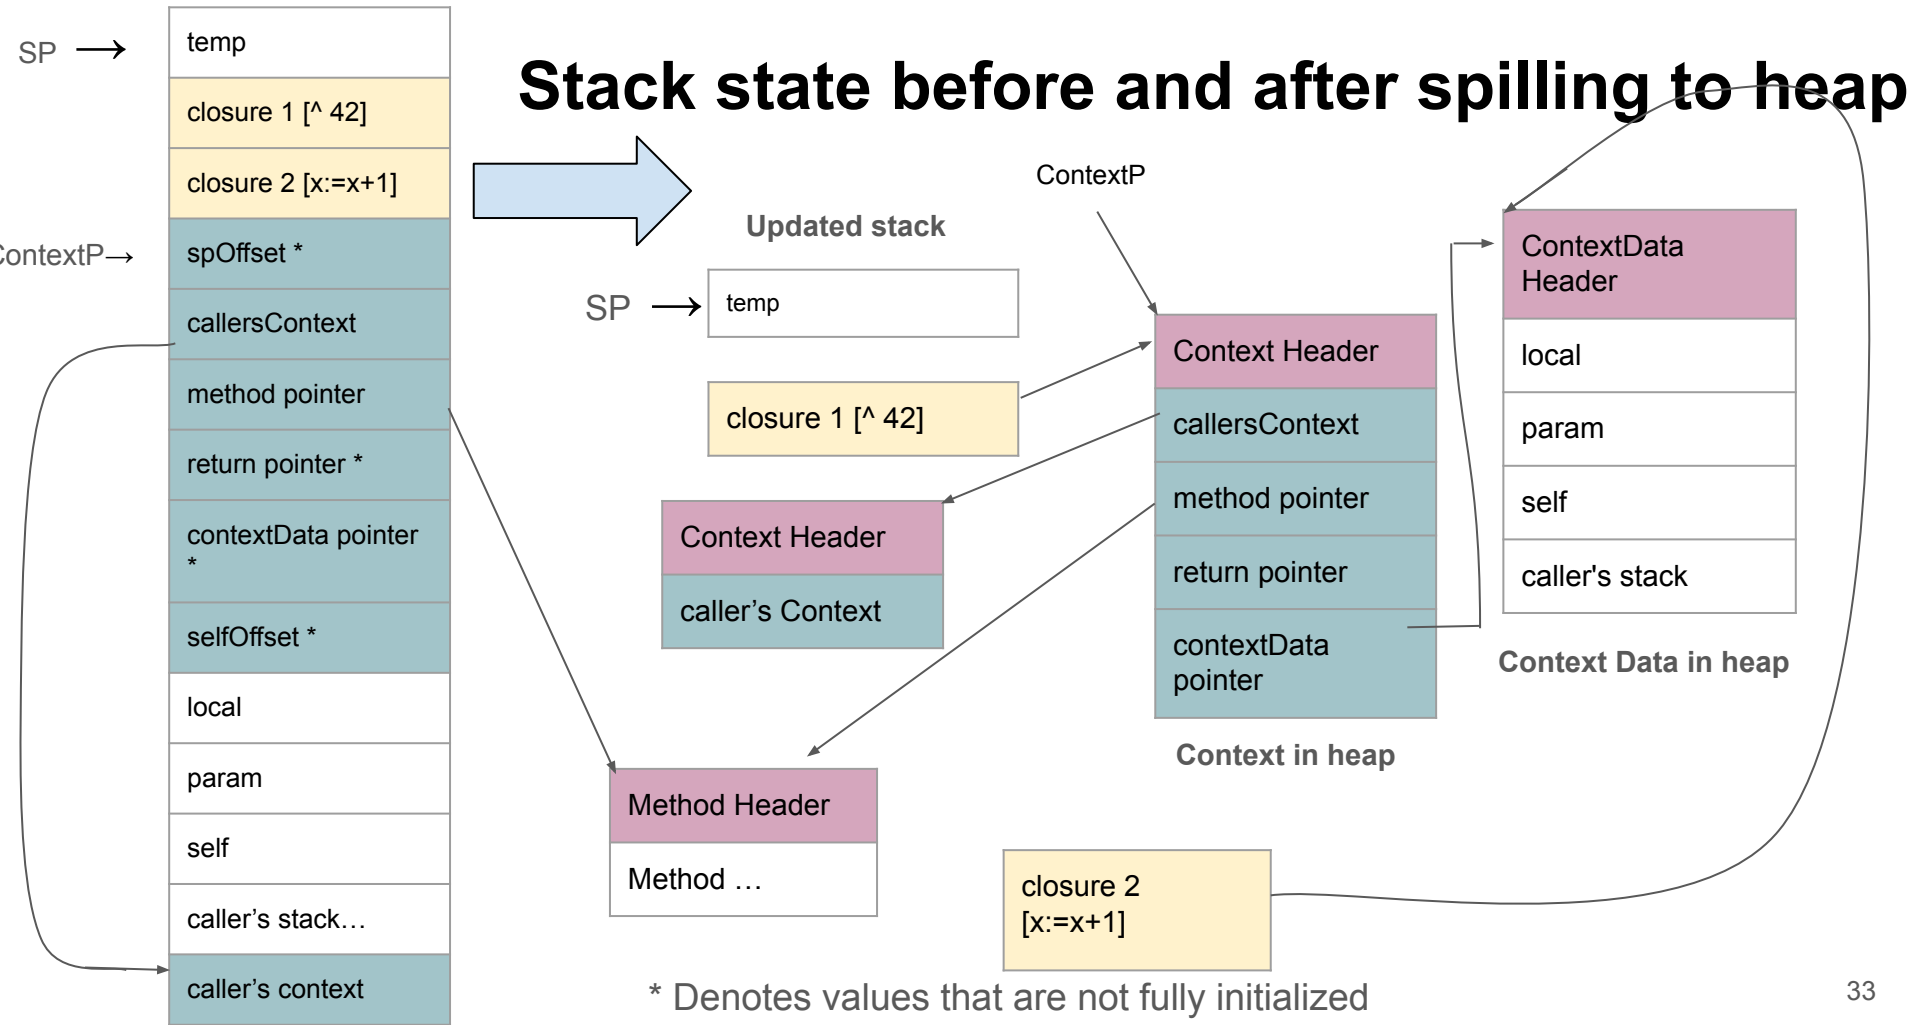 Stack state before and after spilling to heap
SP →
temp
closure 1 [^ 42]
closure 2 [x:=x+1]
ontextP→
spOffset *
callersContext
method pointer
return pointer *
contextData pointer
*
selfOffset *
local
param
self
caller’s stack…
caller’s context
Updated stack
SP →
temp
closure 1 [^ 42]
Context Header
caller’s Context
Method Header
Method …
ContextP
Context Header
callersContext
method pointer
return pointer
contextData
pointer
Context in heap
ContextData
Header
local
param
self
caller's stack
Context Data in heap
closure 2
[x:=x+1]
* Denotes values that are not fully initialized
33